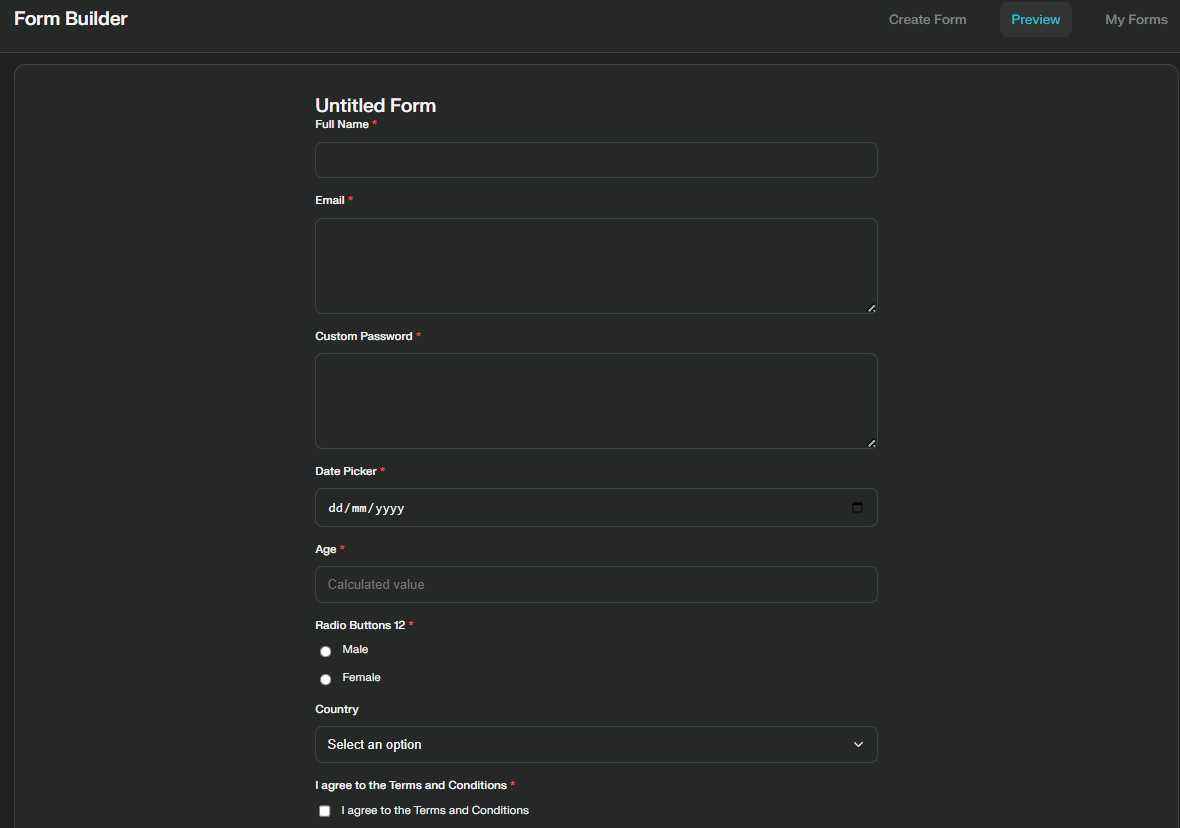 Form Builder
Create Form
Preview
My Forms
Untitled Form
Full Name *
Email *
Custom Password *
Date Picker *
dd/mm/yyyy
Age *
Calculated value
Radio Buttons 12 *
Male
Female
Country
Select an option
I agree to the Terms and Conditions *
I agree to the Terms and Conditions